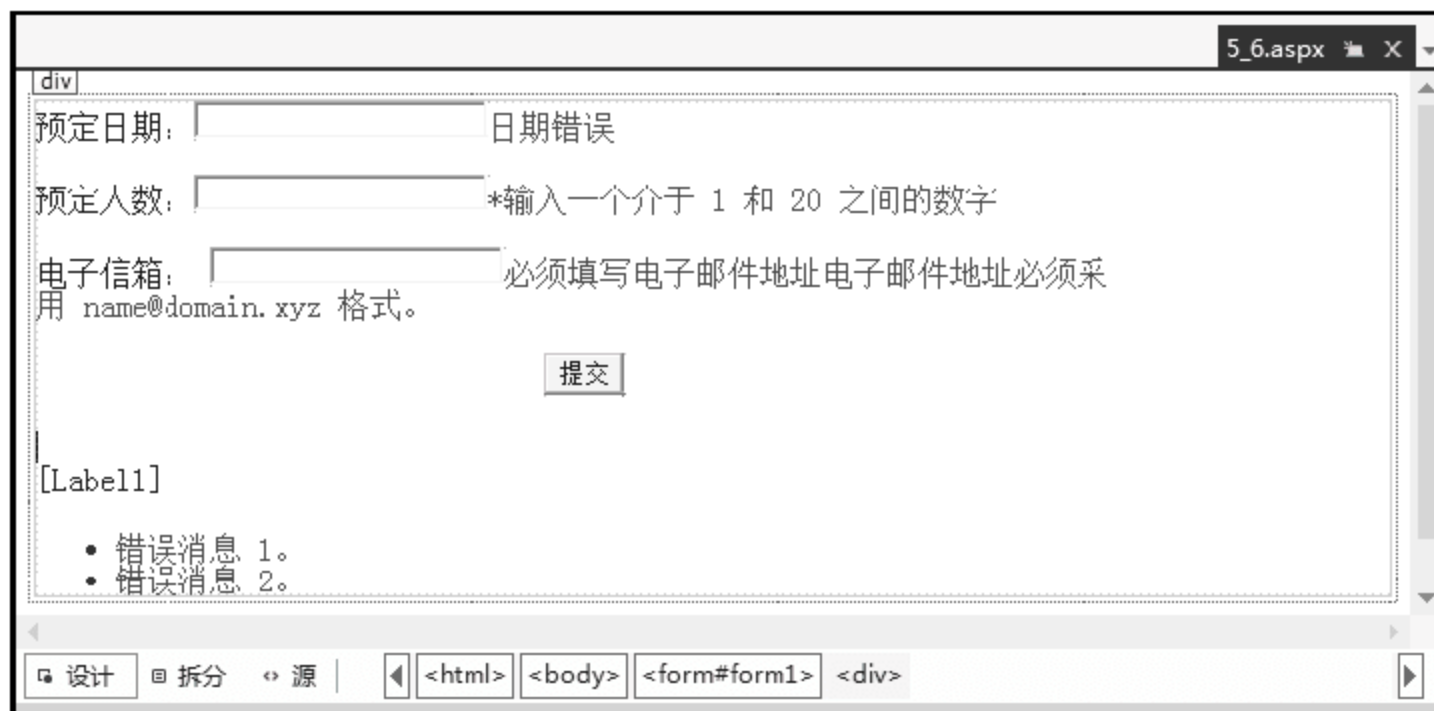 5_6.aspx
div
预定日期: 日期错误
预定人数: *输入一个介于 1 和 20 之间的数字
电子信箱: 必须填写电子邮件地址电子邮件地址必须采
用 name@domain.xyz 格式。
提交
[Label1]
• 错误消息 1。
• 错误消息 2。
设计 拆分 源 <html> <body> <form#form1> <div>